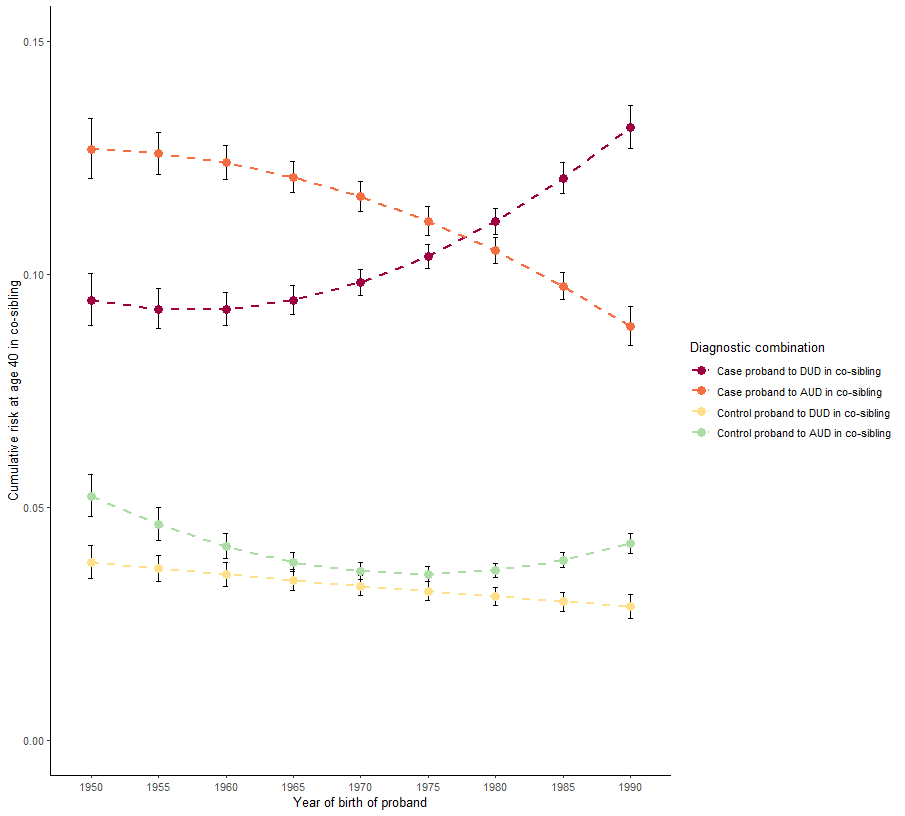 Cumulative risk at age 40 in co-sibling
0.15
0.10
0.05
0.00
1950 1955 1960 1965 1970 1975 1980 1985 1990
Year of birth of proband
Diagnostic combination
Case proband to DUD in co-sibling
Case proband to AUD in co-sibling
Control proband to DUD in co-sibling
Control proband to AUD in co-sibling